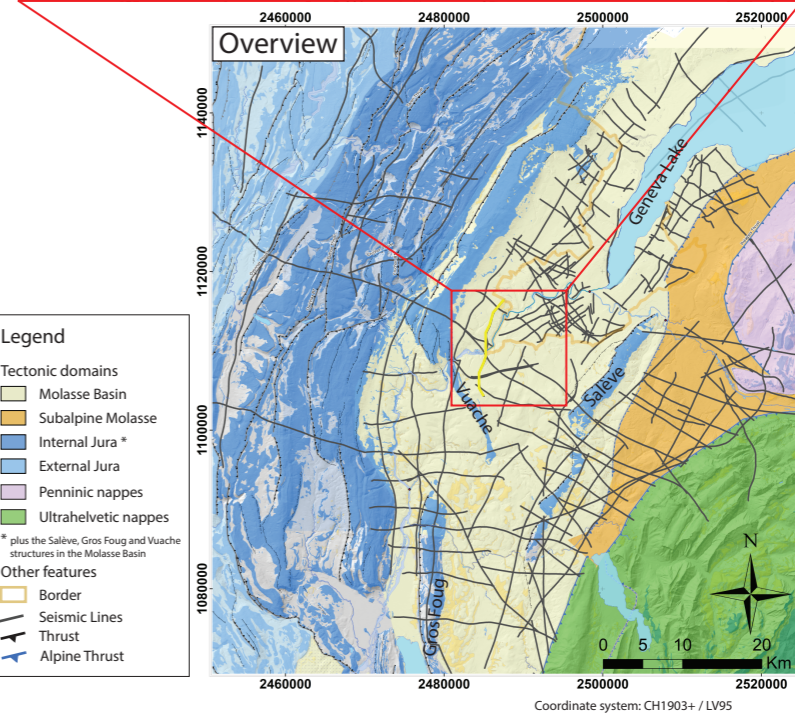 2460000 2480000 2500000 2520000
Overview
1140000
1120000
1100000
1080000
Geneva Lake
Vuache
Salève
Gros Foug
N
0 5 10 20
Km
2460000 2480000 2500000 2520000
Coordinate system: CH1903+ / LV95
Legend
Tectonic domains
Molasse Basin
Subalpine Molasse
Internal Jura *
External Jura
Penninic nappes
Ultrahelvetic nappes
* plus the Salève, Gros Foug and Vuache
structures in the Molasse Basin
Other features
Border
Seismic Lines
Thrust
Alpine Thrust